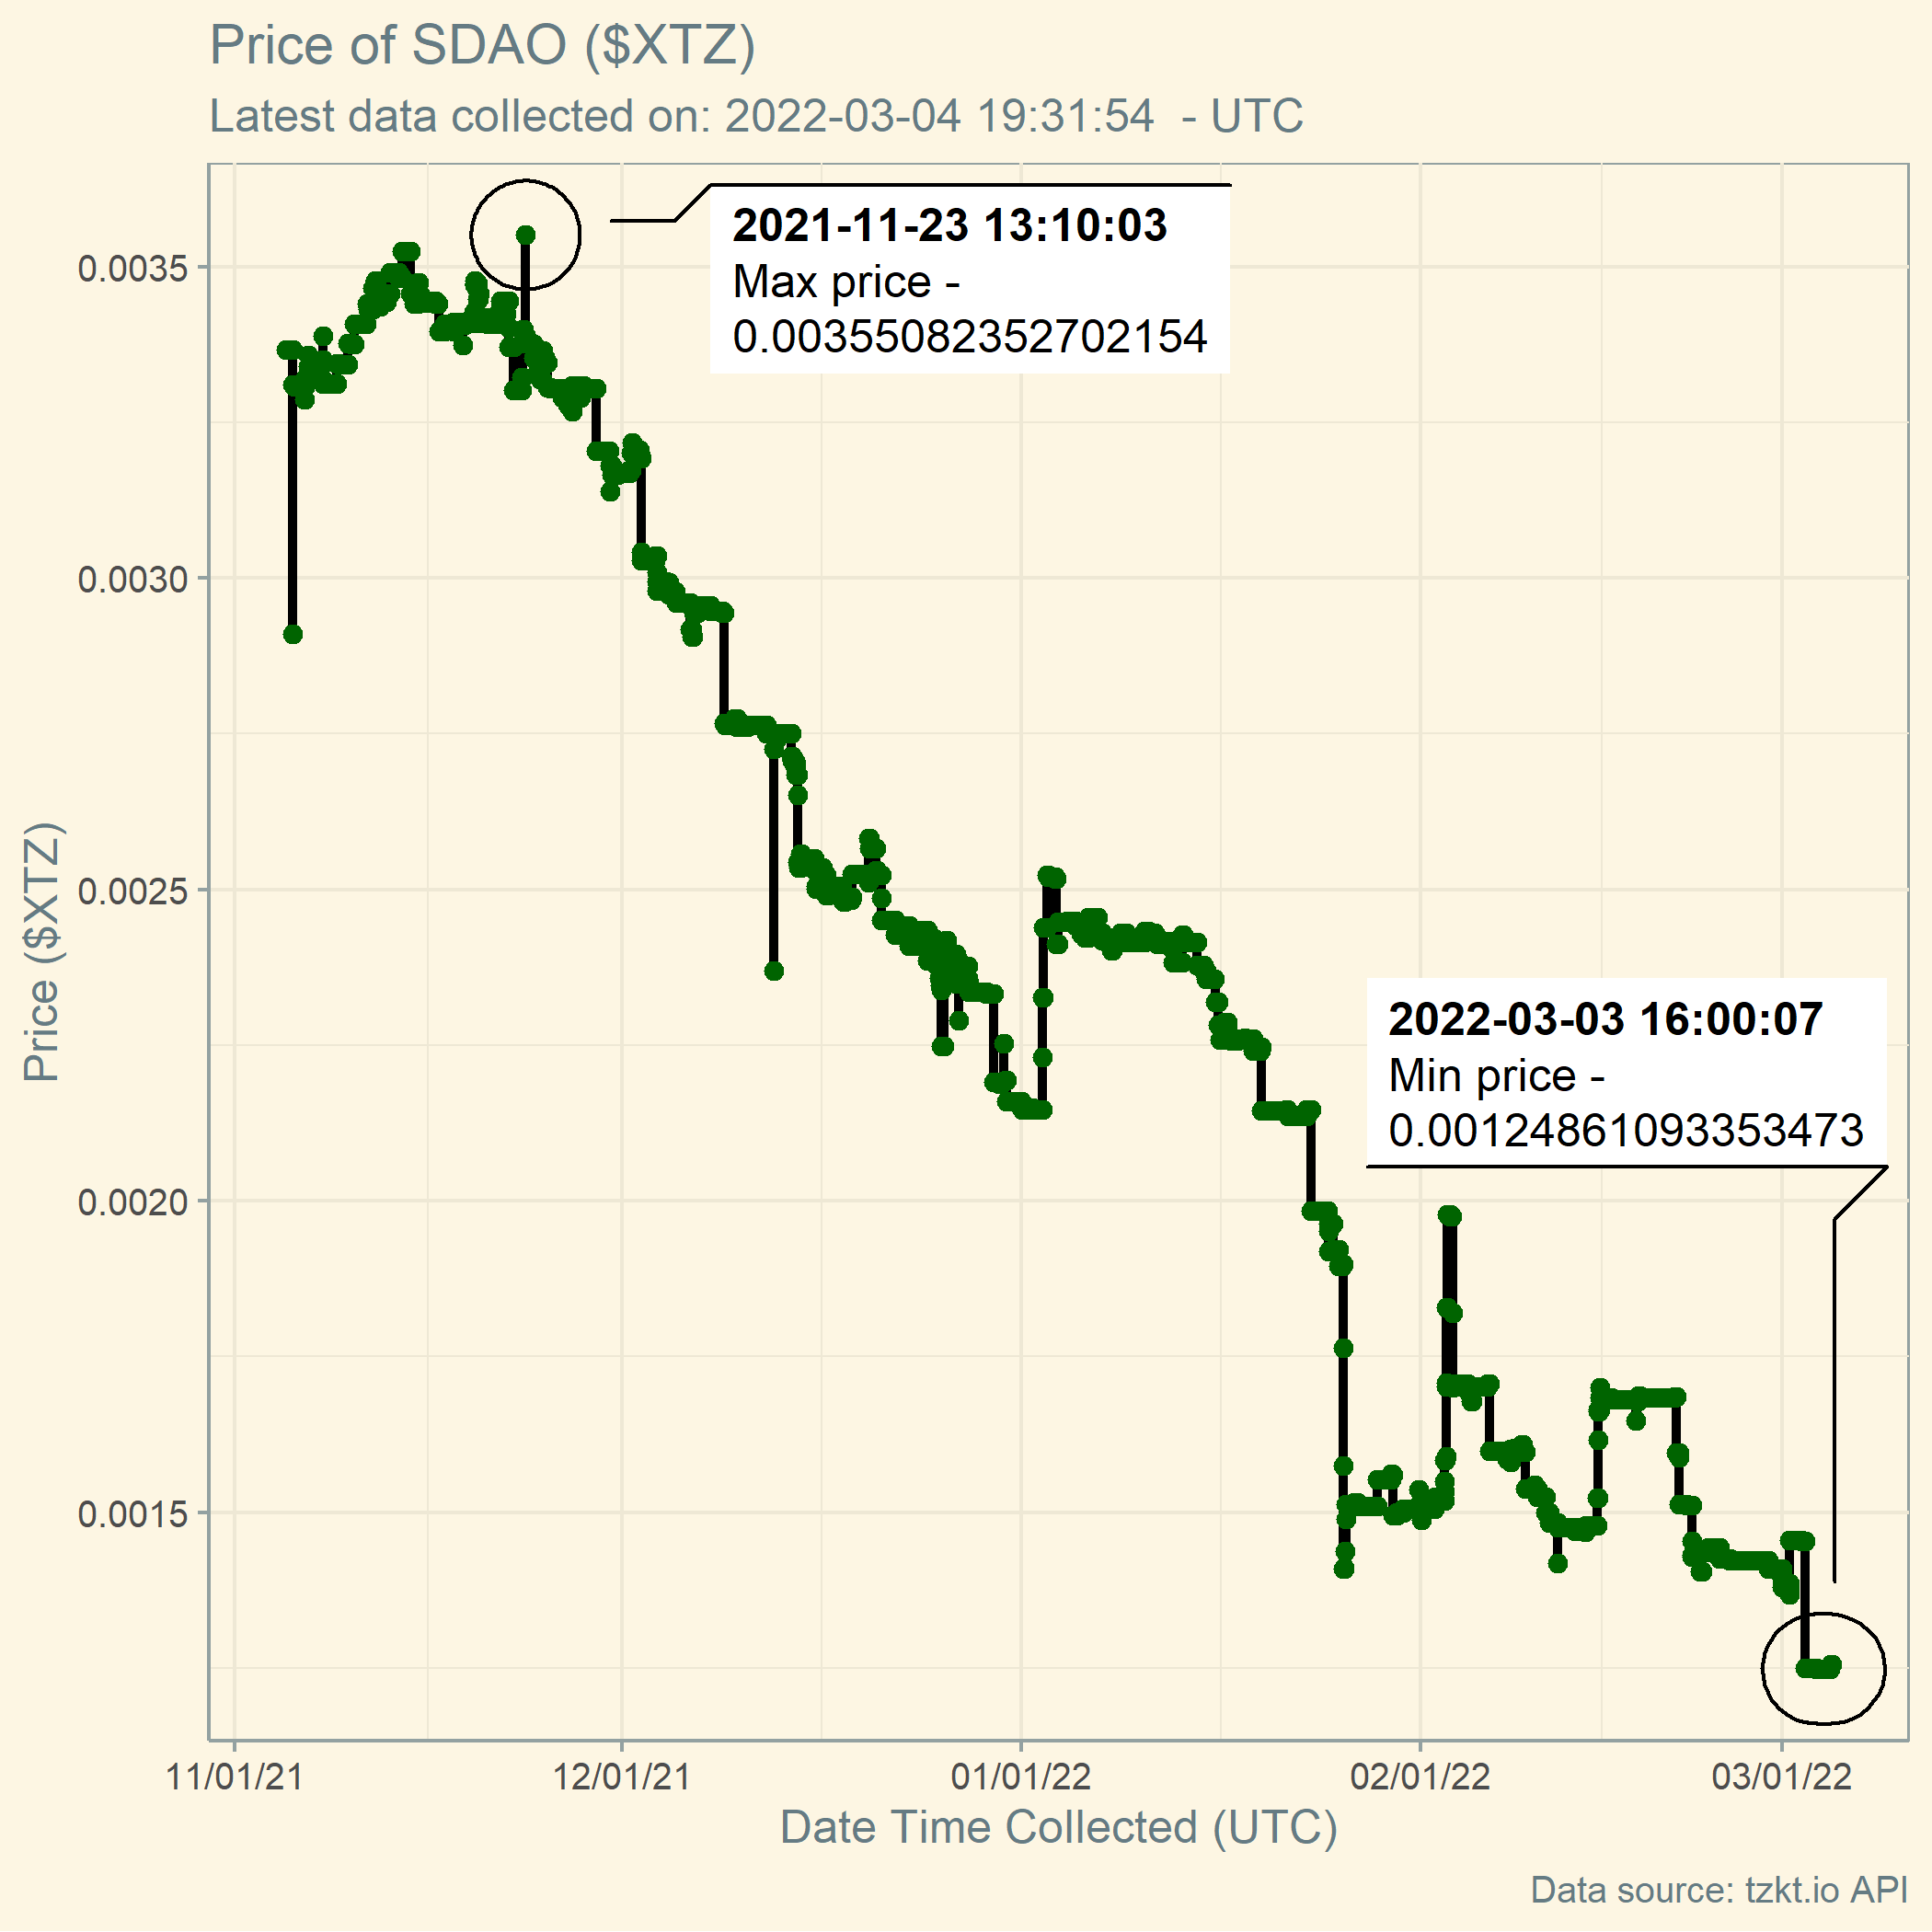 Price of SDAO ($XTZ)
Latest data collected on: 2022-03-04 19:31:54  - UTC
2021-11-23 13:10:03
Max price -
0.00355082352702154
0.0035
0.0030
0.0025
0.0020
0.0015
Price ($XTZ)
2022-03-03 16:00:07
Min price -
0.00124861093353473
11/01/21
12/01/21
01/01/22
02/01/22
03/01/22
Date Time Collected (UTC)
Data source: tzkt.io API